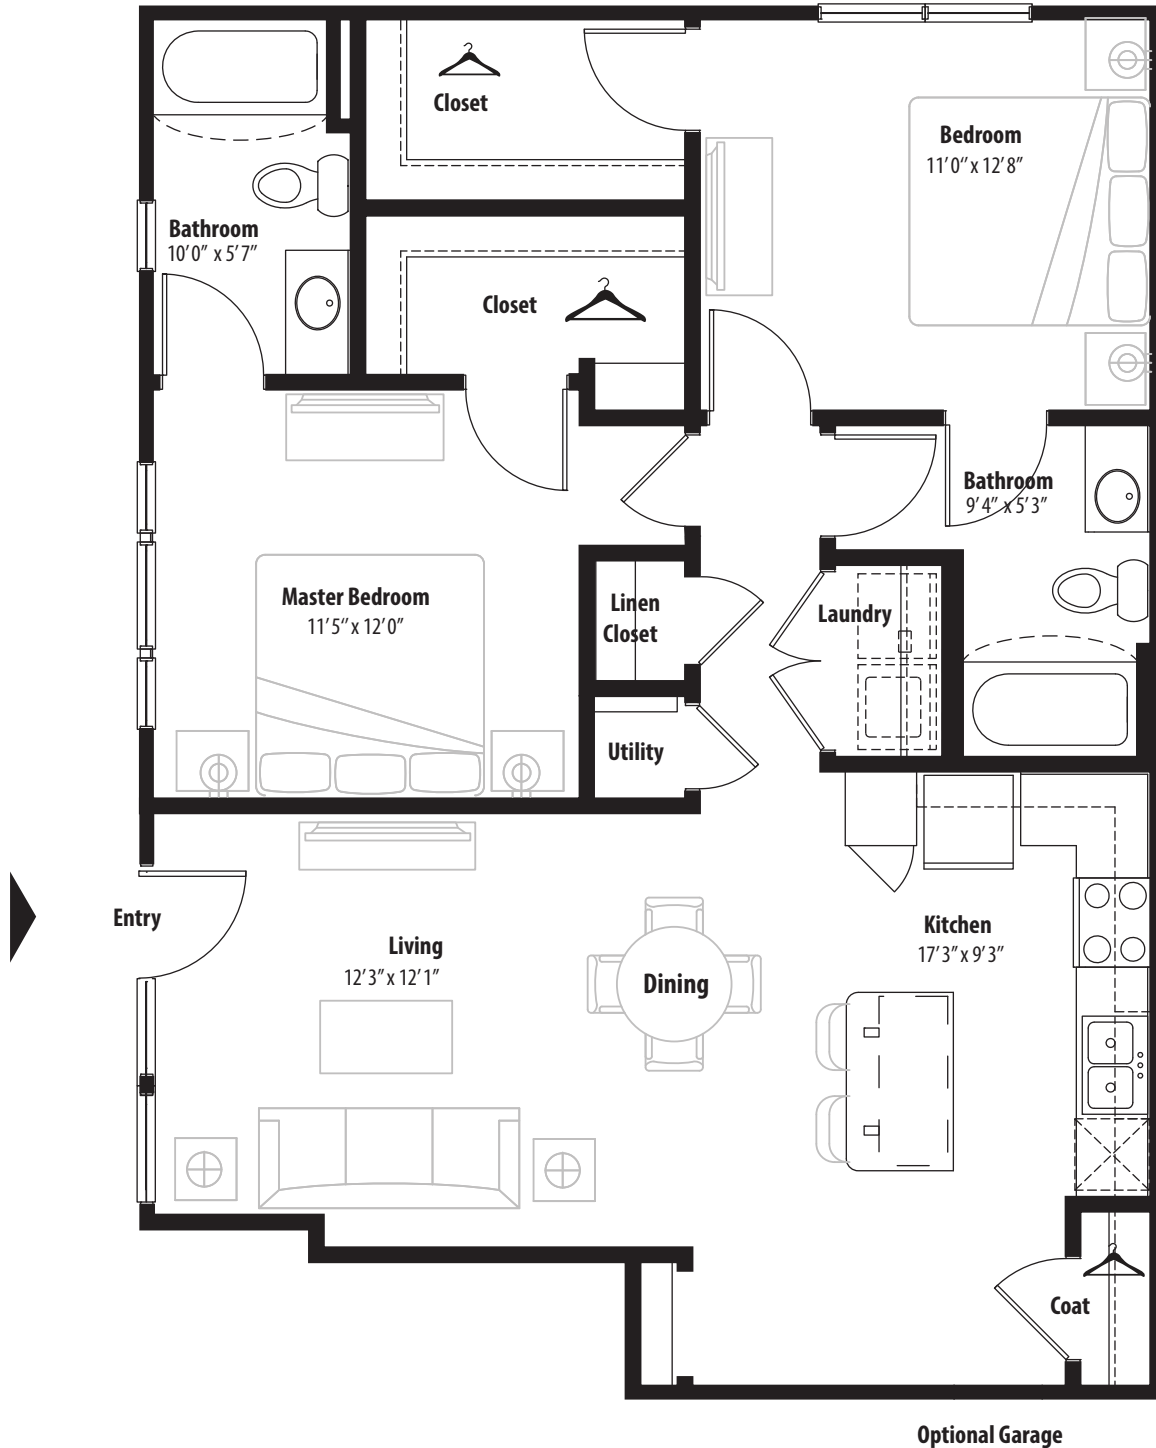 Closet
Bedroom
11'0" x 12'8"
Bathroom
10'0" x 5'7"
Closet
Bathroom
9'4" x 5'3"
Master Bedroom
11'5" x 12'0"
Linen
Closet
Laundry
Utility
Entry
Living
12'3" x 12'1"
Dining
Kitchen
17'3" x 9'3"
Coat
Optional Garage